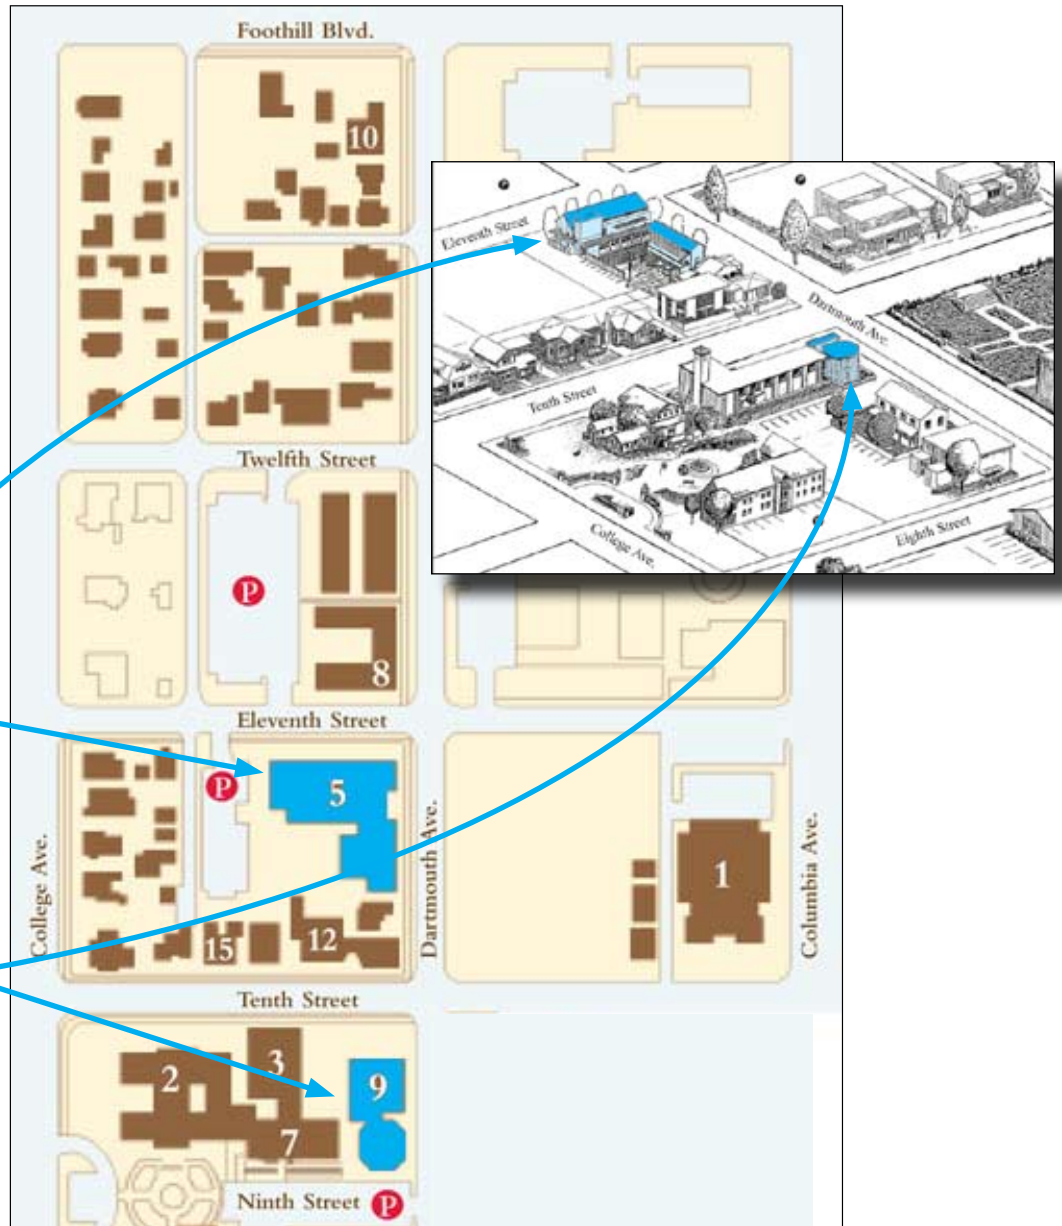 Foothill Blvd.
10
Eleventh Street
Dartmouth Ave.
Tenth Street
College Ave.
Eighth Street
Twelfth Street
P
8
Eleventh Street
P
5
College Ave.
Dartmouth Ave.
1
Columbia Ave.
15
12
Tenth Street
2
3
9
7
Ninth Street P